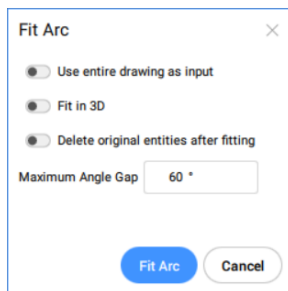 Fit Arc
Use entire drawing as input
Fit in 3D
Delete original entities after fitting
Maximum Angle Gap 60 °
Fit Arc Cancel